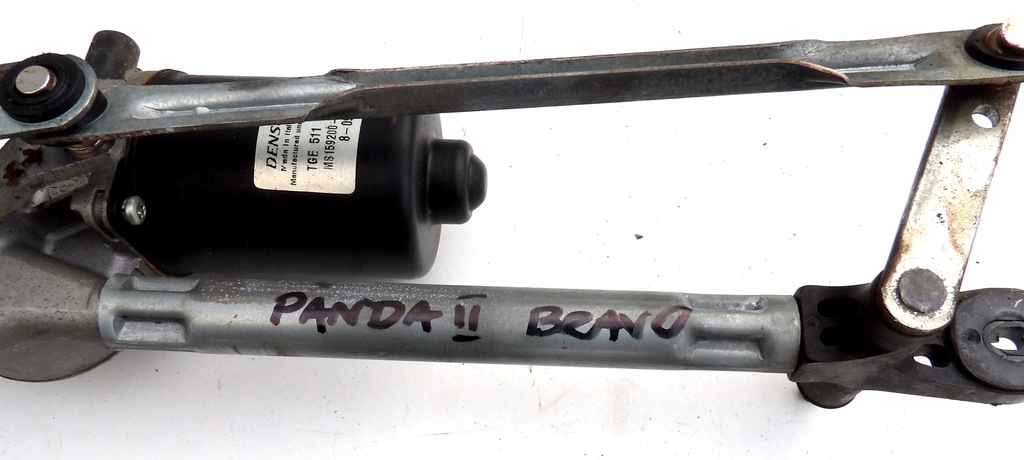 DENS
Made in Ital
Manufactured un
TGE 511
MS159200-
8-0
PANDA II BRAVO